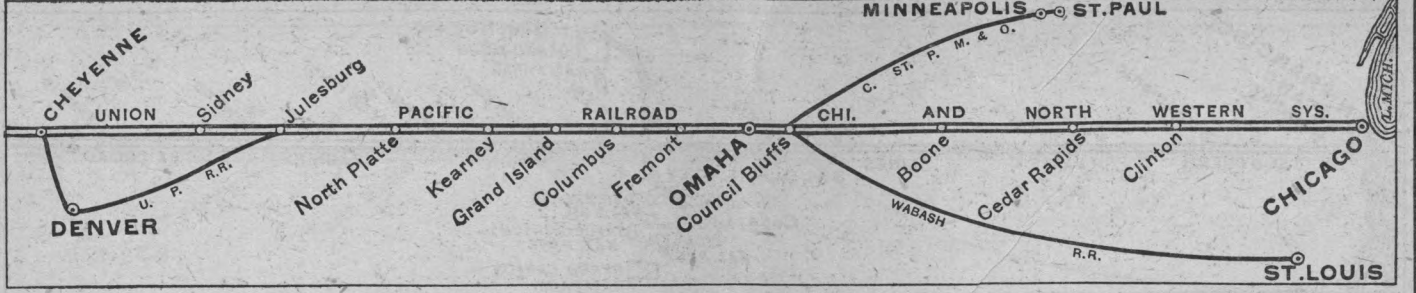 MINNEAPOLIS ST. PAUL
C. ST. P. M. & O.
CHEYENNE
Sidney
Julesburg
UNION PACIFIC RAILROAD
CHI. AND NORTH WESTERN SYS.
L. MICH.
U. P. R.R.
DENVER
North Platte
Kearney
Grand Island
Columbus
Fremont
OMAHA
Council Bluffs
Boone
Cedar Rapids
Clinton
CHICAGO
WABASH R.R.
ST. LOUIS